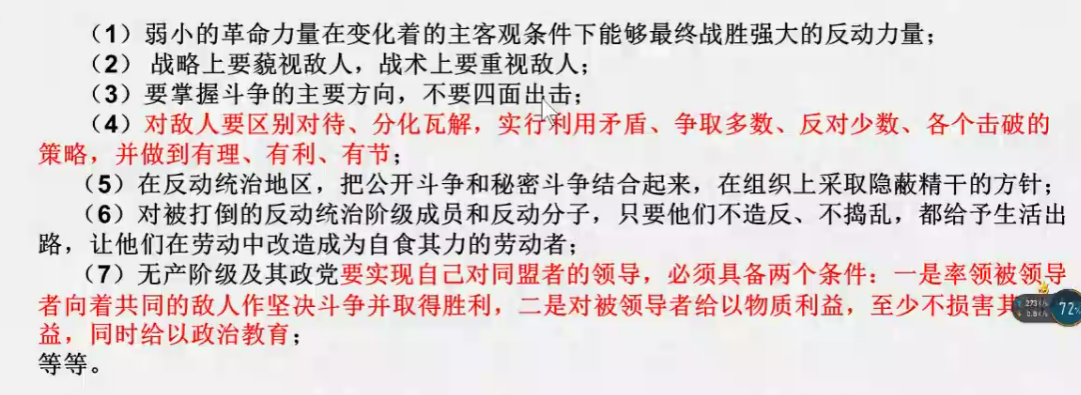 （1）弱小的革命力量在变化着的主客观条件下能够最终战胜强大的反动力量；
（2） 战略上要藐视敌人，战术上要重视敌人；
（3）要掌握斗争的主要方向，不要四面出击；
（4）对敌人要区别对待、分化瓦解，实行利用矛盾、争取多数、反对少数、各个击破的
策略，并做到有理、有利、有节；
（5）在反动统治地区，把公开斗争和秘密斗争结合起来，在组织上采取隐蔽精干的方针；
（6）对被打倒的反动统治阶级成员和反动分子，只要他们不造反、不捣乱，都给予生活出
路，让他们在劳动中改造成为自食其力的劳动者；
（7）无产阶级及其政党要实现自己对同盟者的领导，必须具备两个条件：一是率领被领导
者向着共同的敌人作坚决斗争并取得胜利，二是对被领导者给以物质利益，至少不损害其
益，同时给以政治教育；
等等。
72%